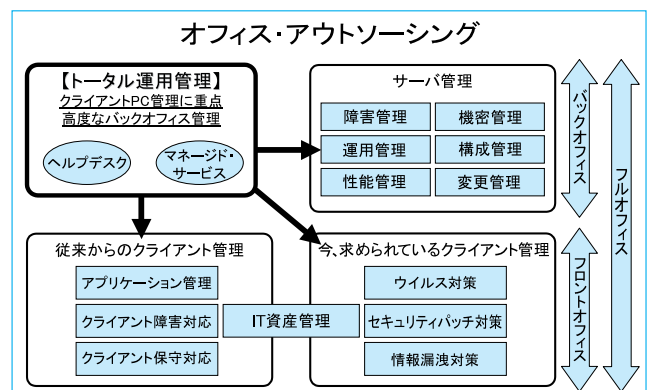 オフィス・アウトソーシング
【トータル運用管理】
クライアントPC管理に重点
高度なバックオフィス管理
ヘルプデスク
マネージド・
サービス
サーバ管理
障害管理
機密管理
運用管理
構成管理
性能管理
変更管理
バックオフィス
フルオフィス
従来からのクライアント管理
アプリケーション管理
クライアント障害対応
クライアント保守対応
IT資産管理
今、求められているクライアント管理
ウイルス対策
セキュリティパッチ対策
情報漏洩対策
フロントオフィス